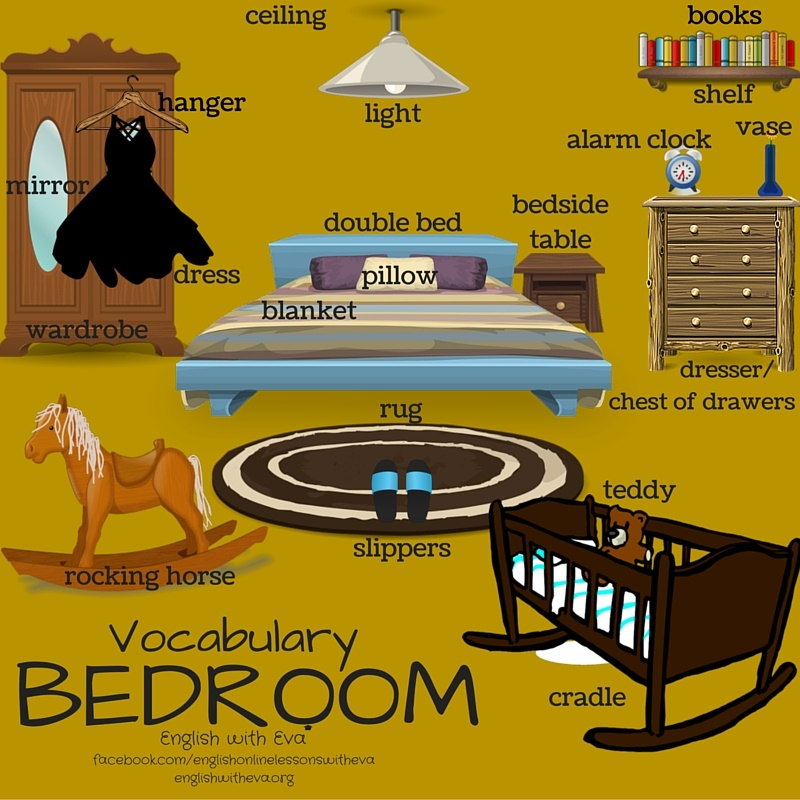 ceiling
books
light
shelf
hanger
alarm clock
vase
mirror
double bed
bedside
table
dress
pillow
blanket
wardrobe
dresser/
chest of drawers
rug
teddy
slippers
rocking horse
cradle
Vocabulary
BEDROOM
English with Eva
facebook.com/englishonlinelessonswitheva
englishwitheva.org